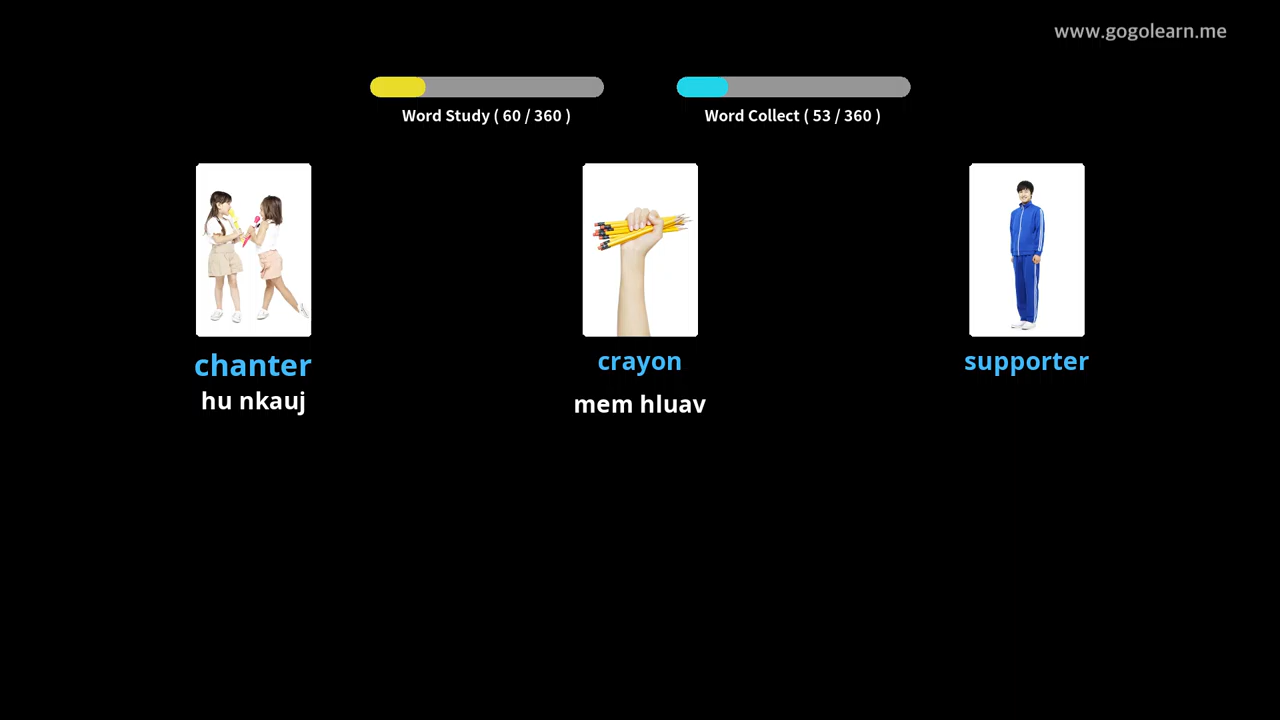 www.gogolearn.me
Word Study ( 60 / 360 )
Word Collect ( 53 / 360 )
chanter
hu nkauj
crayon
mem hluav
supporter